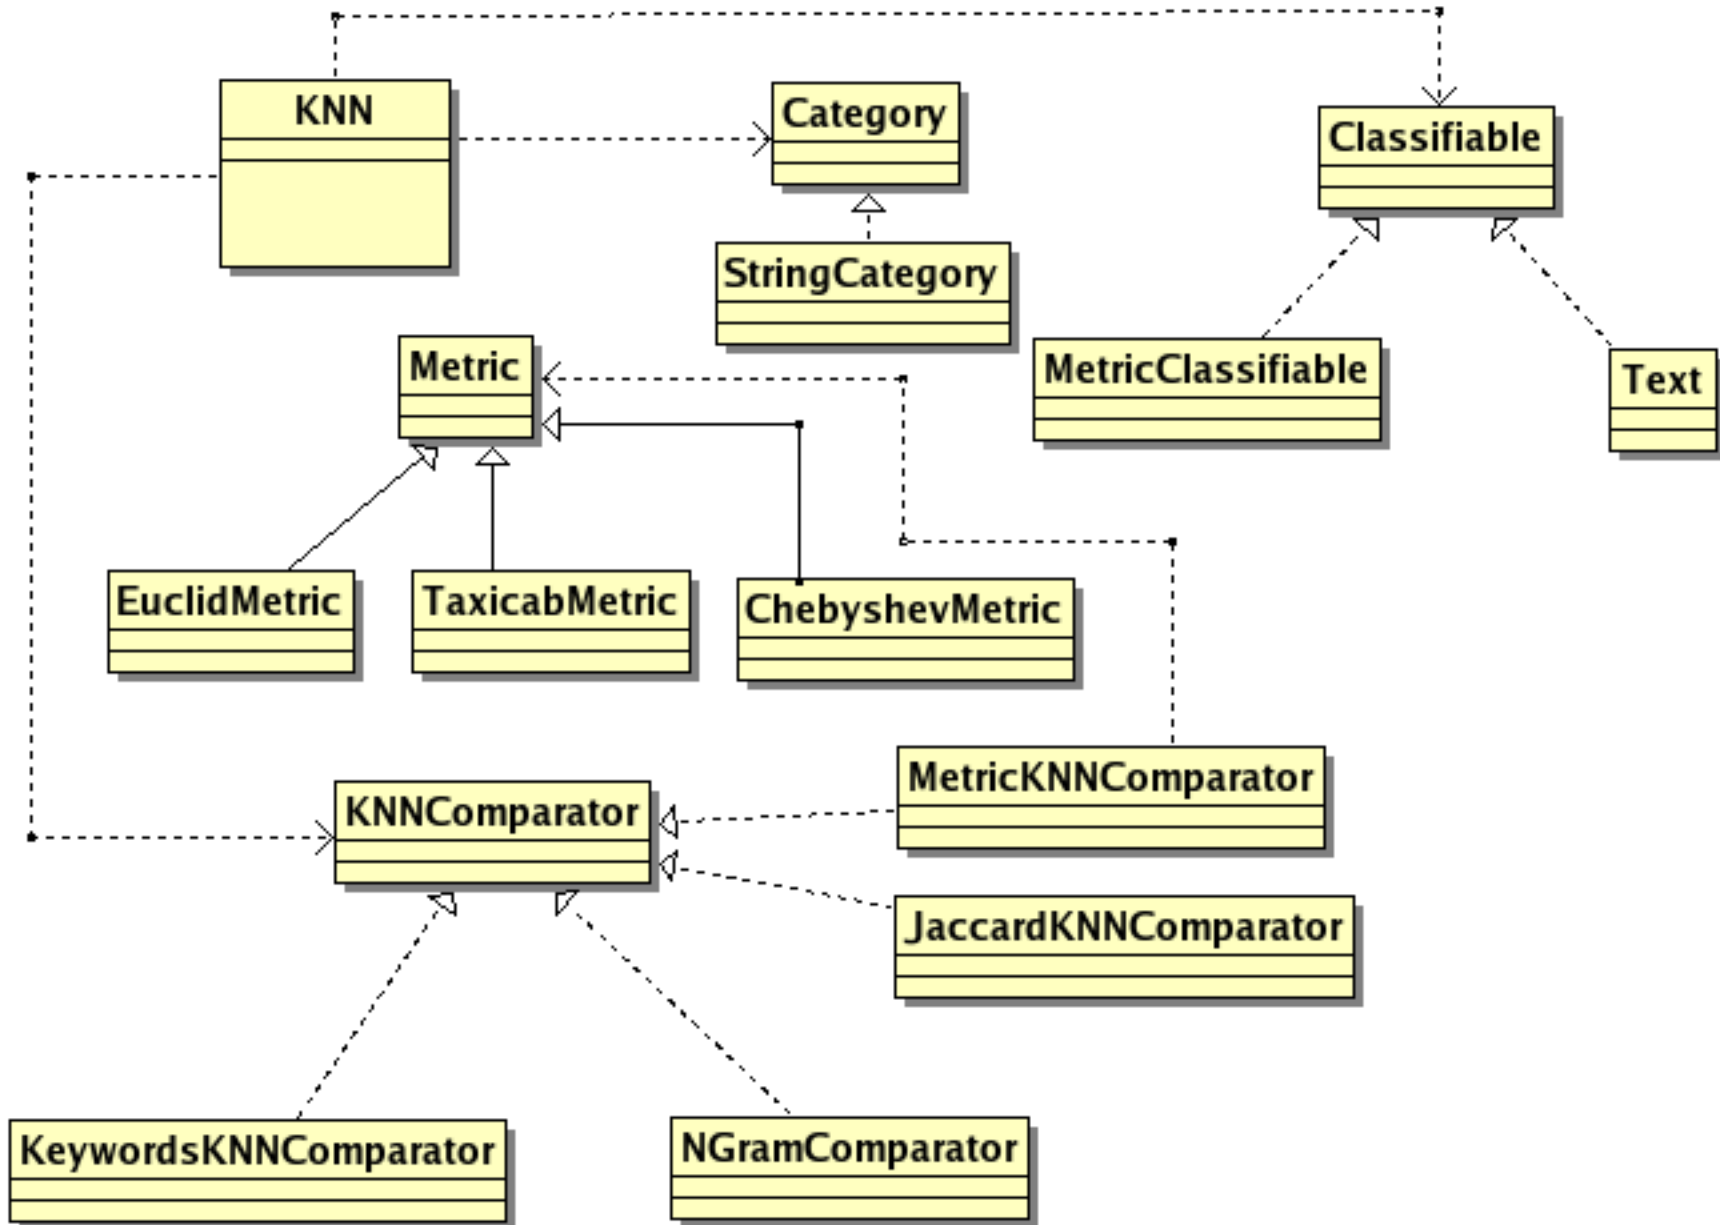 KNN
Category
Classifiable
StringCategory
Metric
MetricClassifiable
Text
EuclidMetric
TaxicabMetric
ChebyshevMetric
MetricKNNComparator
KNNComparator
JaccardKNNComparator
KeywordsKNNComparator
NGramComparator